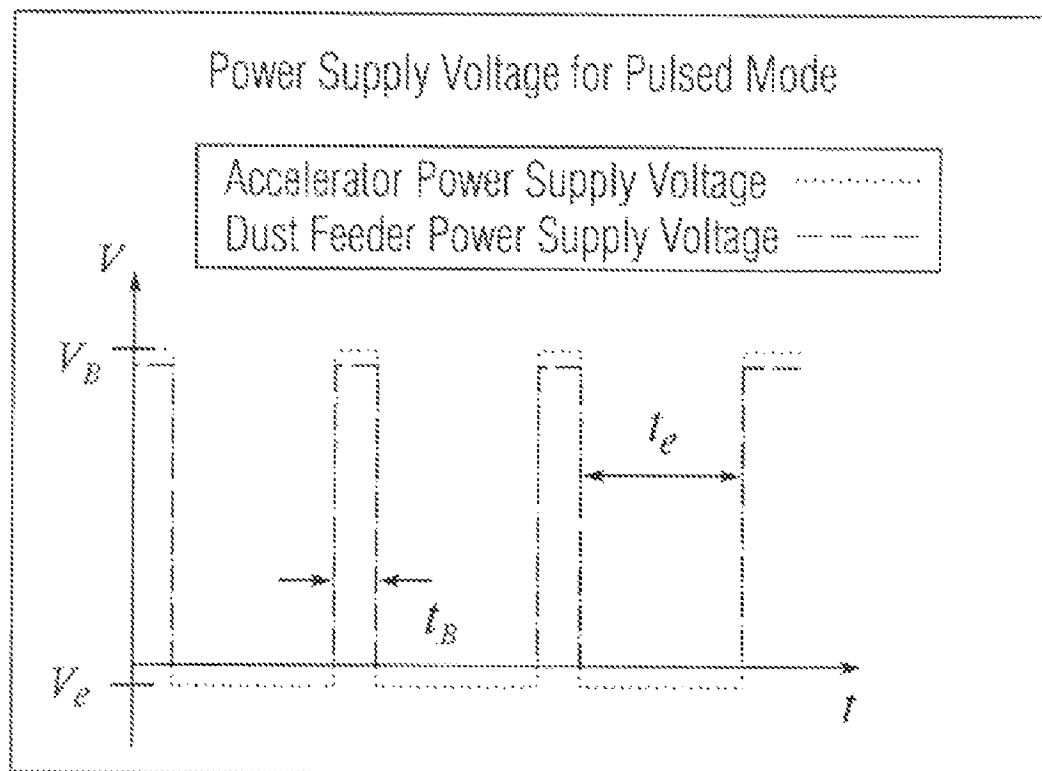 Power Supply Voltage for Pulsed Mode
Accelerator Power Supply Voltage
Dust Feeder Power Supply Voltage
V
V_B
t_e
t_B
V_e
t